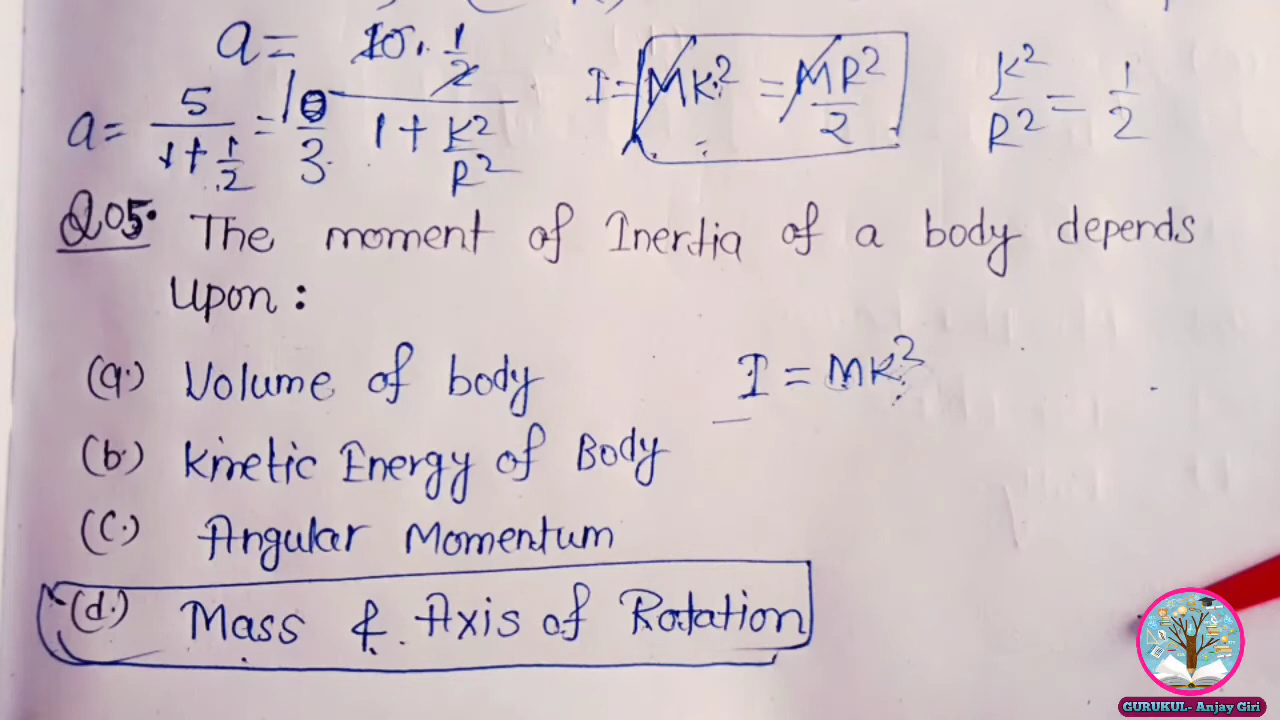 a = 10. 1/2 / 1 + K²/R²
I = MK² = MR²/2
K²/R² = 1/2
a = 5 / 1 + 1/2 = 10/3
Q05. The moment of Inertia of a body depends
Upon :
(a.) Volume of body
I = MK²
(b.) Kinetic Energy of Body
(C.) Angular Momentum
(d.) Mass & Axis of Rotation
GURUKUL- Anjay Giri